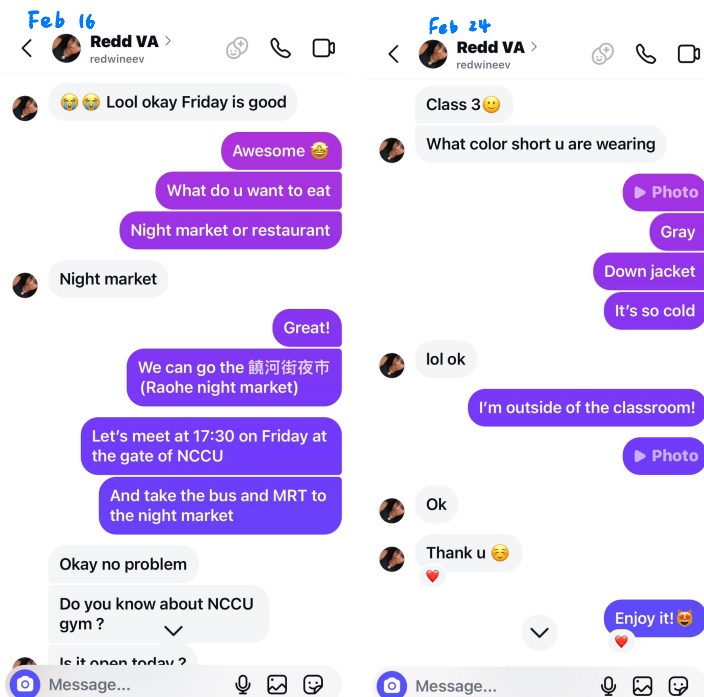 Feb 16
Redd VA
redwineev
😭😭 Lool okay Friday is good
Awesome 🤩
What do u want to eat
Night market or restaurant
Night market
Great!
We can go the 饒河街夜市
(Raohe night market)
Let's meet at 17:30 on Friday at
the gate of NCCU
And take the bus and MRT to
the night market
Okay no problem
Do you know about NCCU
gym ?
Is it open today ?
Message...
Feb 24
Redd VA
redwineev
Class 3🙂
What color short u are wearing
Photo
Gray
Down jacket
It's so cold
lol ok
I'm outside of the classroom!
Photo
Ok
Thank u ☺️
❤️
Enjoy it!😻
❤️
Message...